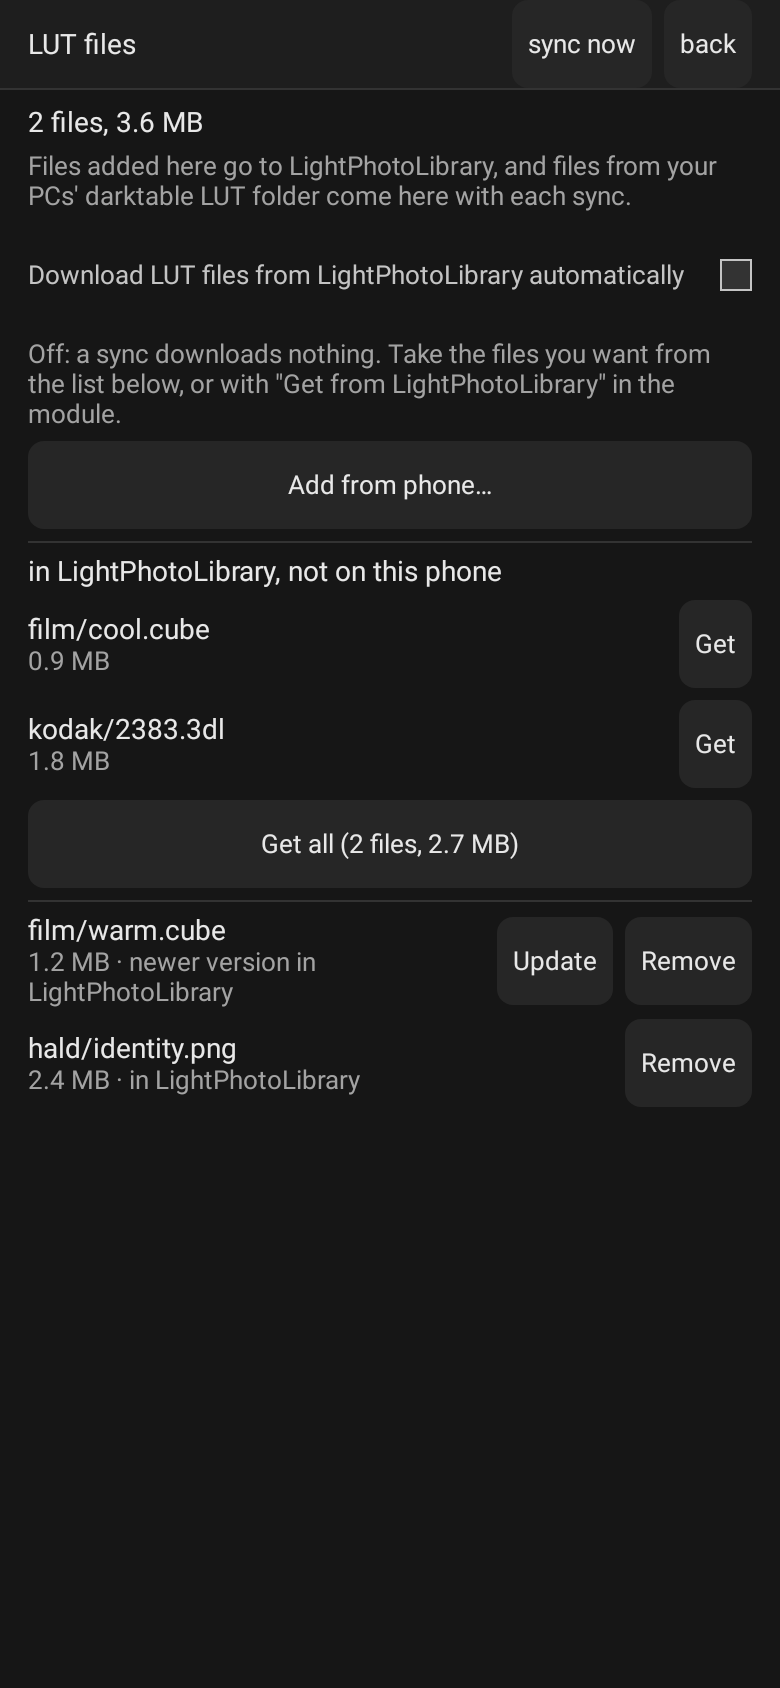 LUT files
sync now
back
2 files, 3.6 MB
Files added here go to LightPhotoLibrary, and files from your
PCs' darktable LUT folder come here with each sync.
Download LUT files from LightPhotoLibrary automatically
Off: a sync downloads nothing. Take the files you want from
the list below, or with "Get from LightPhotoLibrary" in the
module.
Add from phone…
in LightPhotoLibrary, not on this phone
film/cool.cube
0.9 MB
Get
kodak/2383.3dl
1.8 MB
Get
Get all (2 files, 2.7 MB)
film/warm.cube
1.2 MB · newer version in
LightPhotoLibrary
Update
Remove
hald/identity.png
2.4 MB · in LightPhotoLibrary
Remove